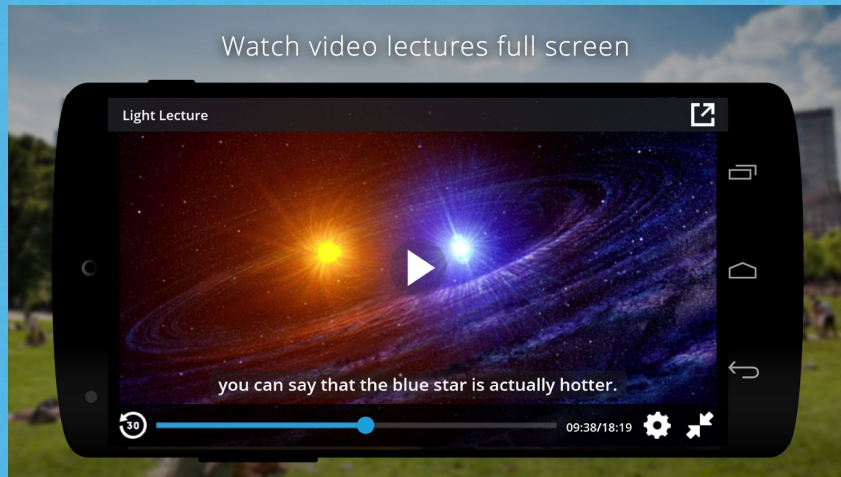 Watch video lectures full screen
Light Lecture
you can say that the blue star is actually hotter.
30
09:38/18:19